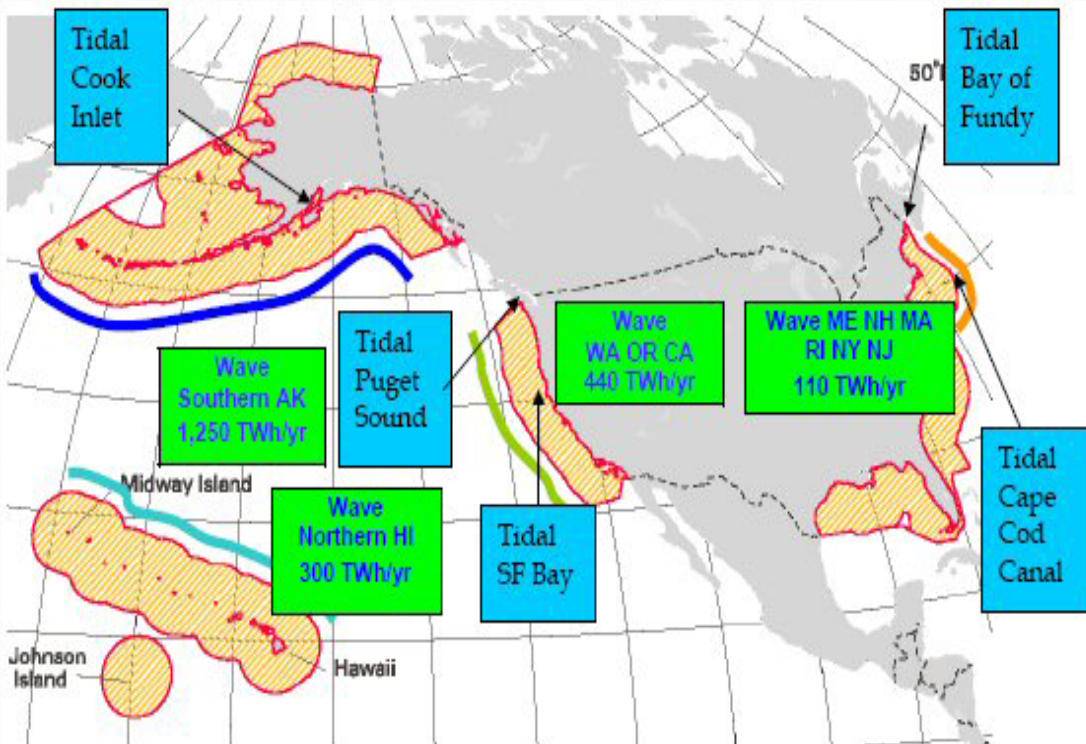 Tidal
Cook
Inlet
Tidal
Bay of
Fundy
50°
Wave
Southern AK
1,250 TWh/yr
Tidal
Puget
Sound
Wave
WA OR CA
440 TWh/yr
Wave ME NH MA
RI NY NJ
110 TWh/yr
Midway Island
Wave
Northern HI
300 TWh/yr
Tidal
SF Bay
Tidal
Cape
Cod
Canal
Johnson
Island
Hawaii